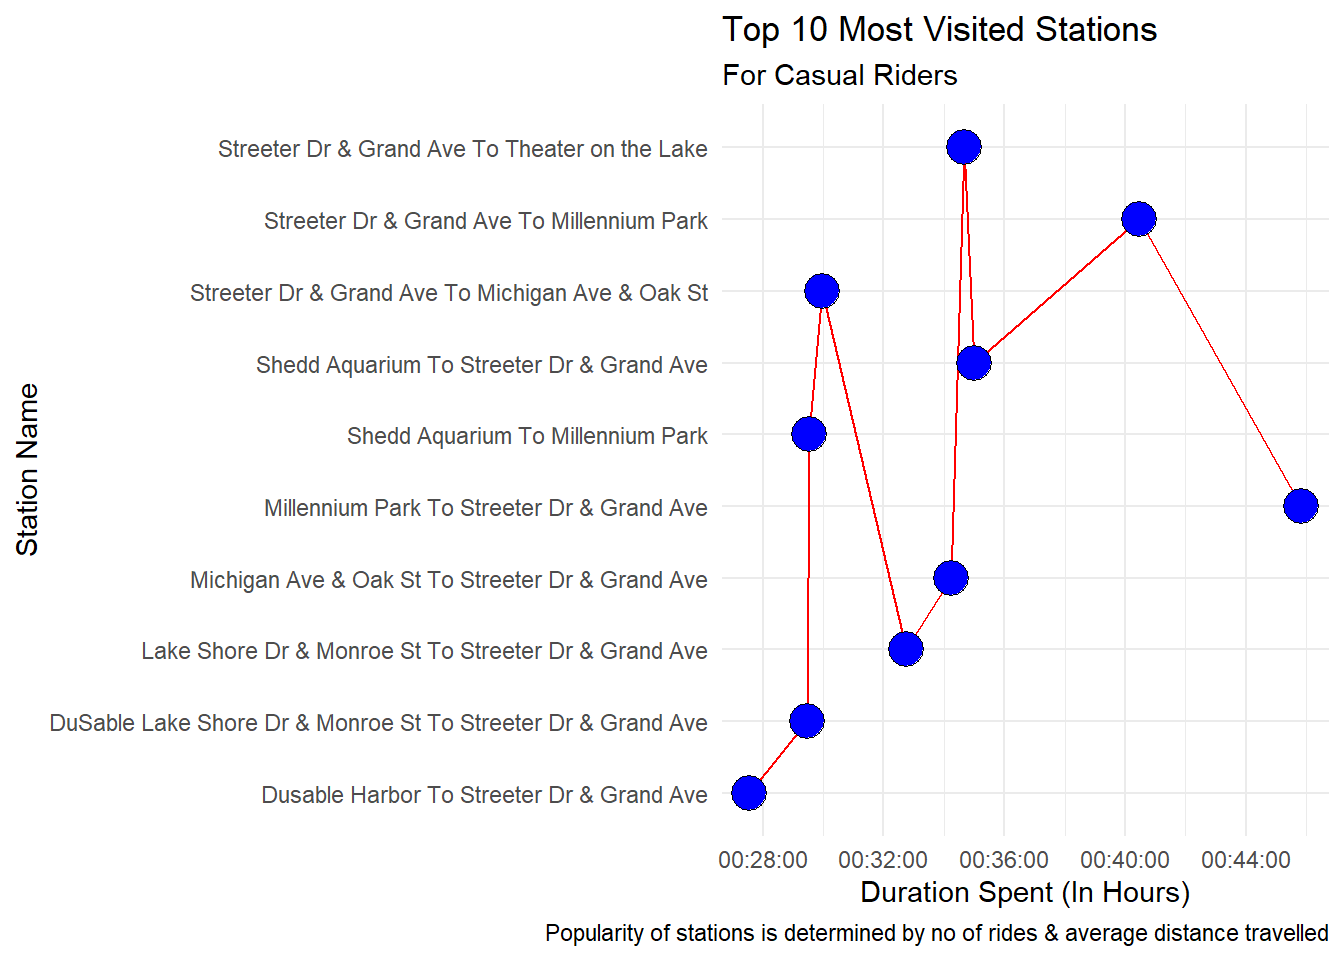 Top 10 Most Visited Stations
For Casual Riders
Streeter Dr & Grand Ave To Theater on the Lake
Streeter Dr & Grand Ave To Millennium Park
Streeter Dr & Grand Ave To Michigan Ave & Oak St
Shedd Aquarium To Streeter Dr & Grand Ave
Shedd Aquarium To Millennium Park
Millennium Park To Streeter Dr & Grand Ave
Michigan Ave & Oak St To Streeter Dr & Grand Ave
Lake Shore Dr & Monroe St To Streeter Dr & Grand Ave
DuSable Lake Shore Dr & Monroe St To Streeter Dr & Grand Ave
Dusable Harbor To Streeter Dr & Grand Ave
Station Name
00:28:00 00:32:00 00:36:00 00:40:00 00:44:00
Duration Spent (In Hours)
Popularity of stations is determined by no of rides & average distance travelled